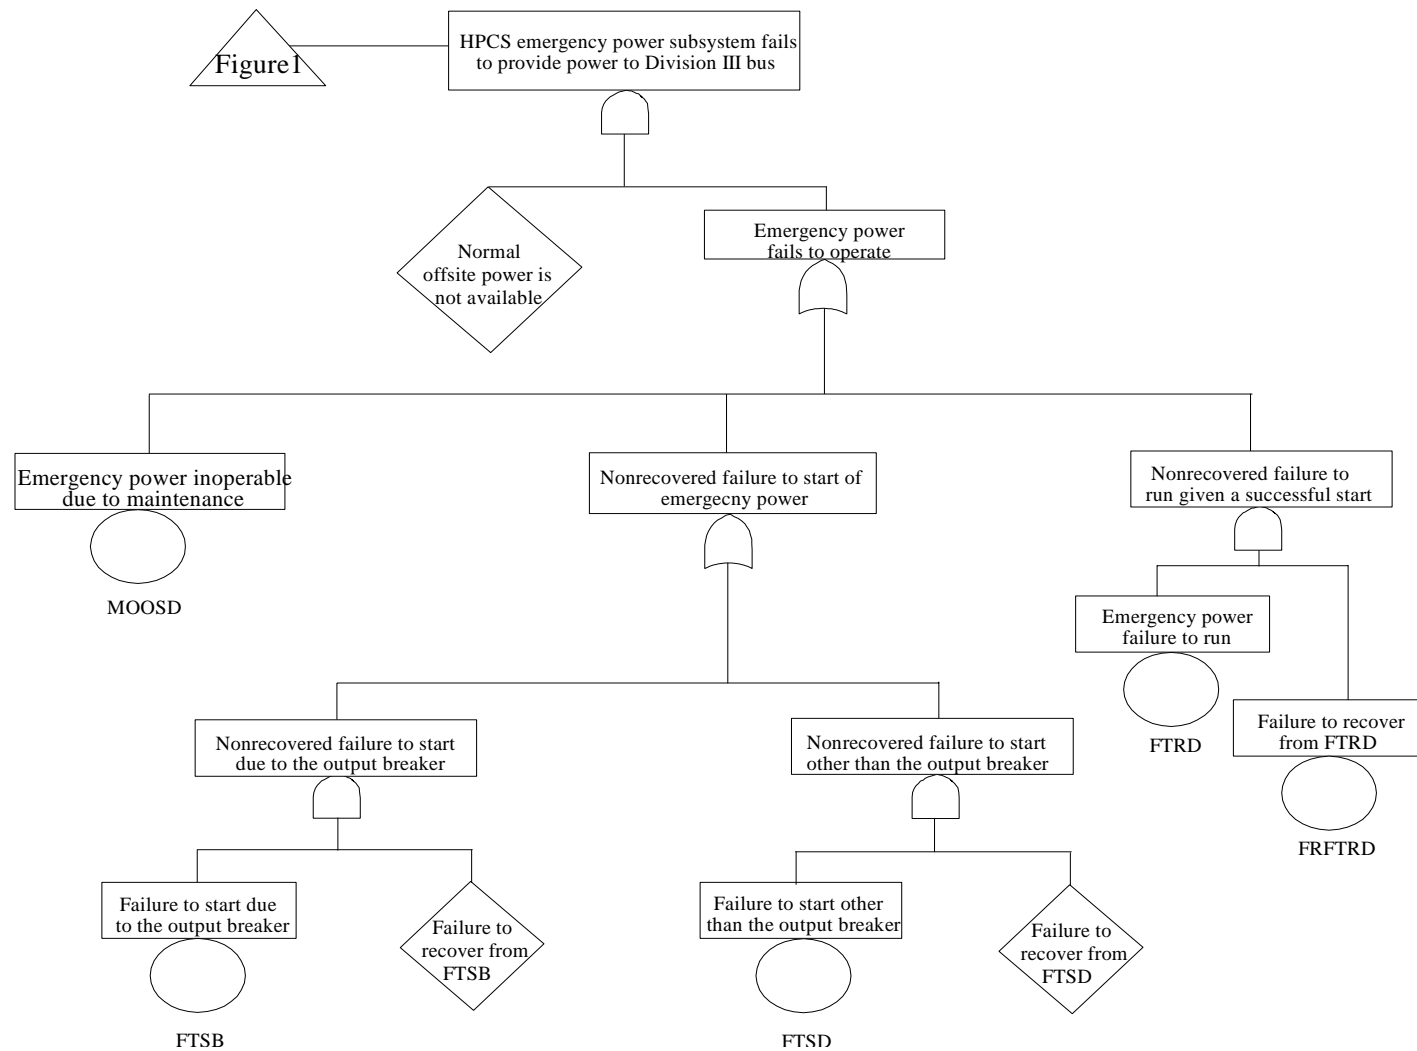 Figure1
HPCS emergency power subsystem fails
to provide power to Division III bus
Normal
offsite power is
not available
Emergency power
fails to operate
Emergency power inoperable
due to maintenance
MOOSD
Nonrecovered failure to start of
emergecny power
Nonrecovered failure to
run given a successful start
Emergency power
failure to run
FTRD
Failure to recover
from FTRD
FRFTRD
Nonrecovered failure to start
due to the output breaker
Nonrecovered failure to start
other than the output breaker
Failure to start due
to the output breaker
FTSB
Failure to
recover from
FTSB
Failure to start other
than the output breaker
FTSD
Failure to
recover from
FTSD